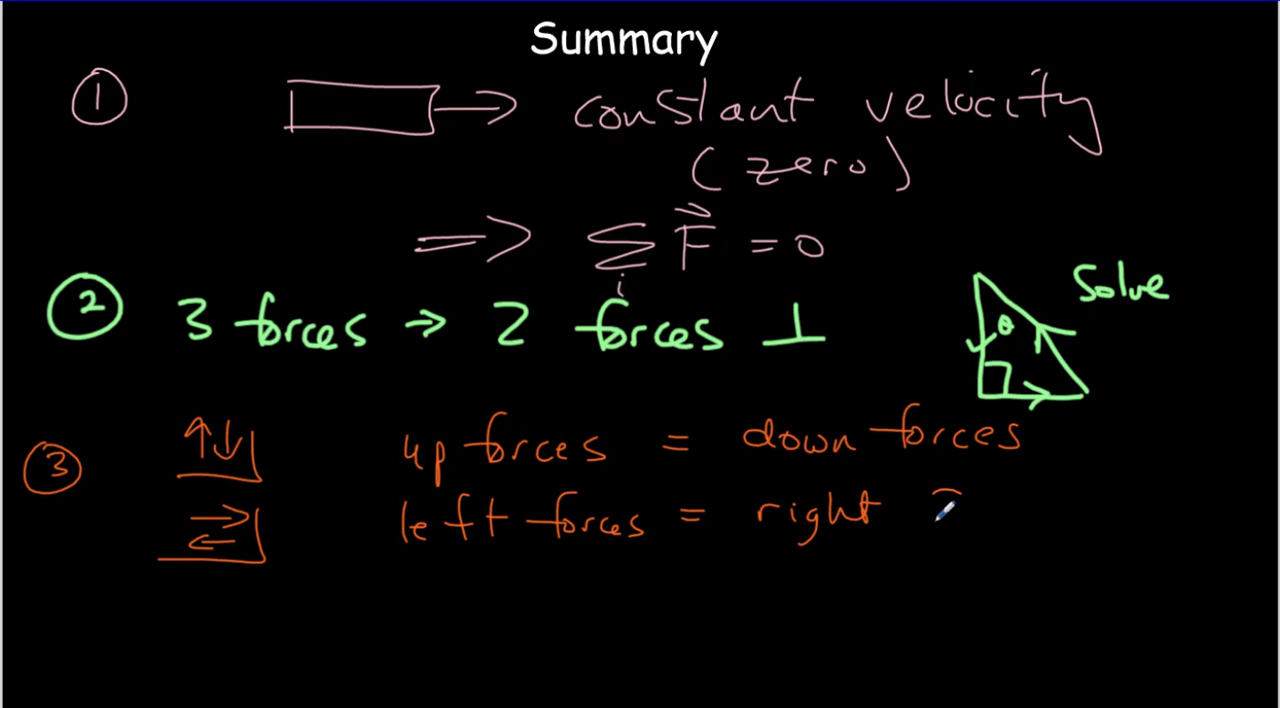 Summary
① → constant velocity
(zero)
⇒ Σ F⃗ = 0
i
② 3 forces → 2 forces ⊥
Solve
θ
③ ↑↓ up forces = down forces
⇄ left forces = right